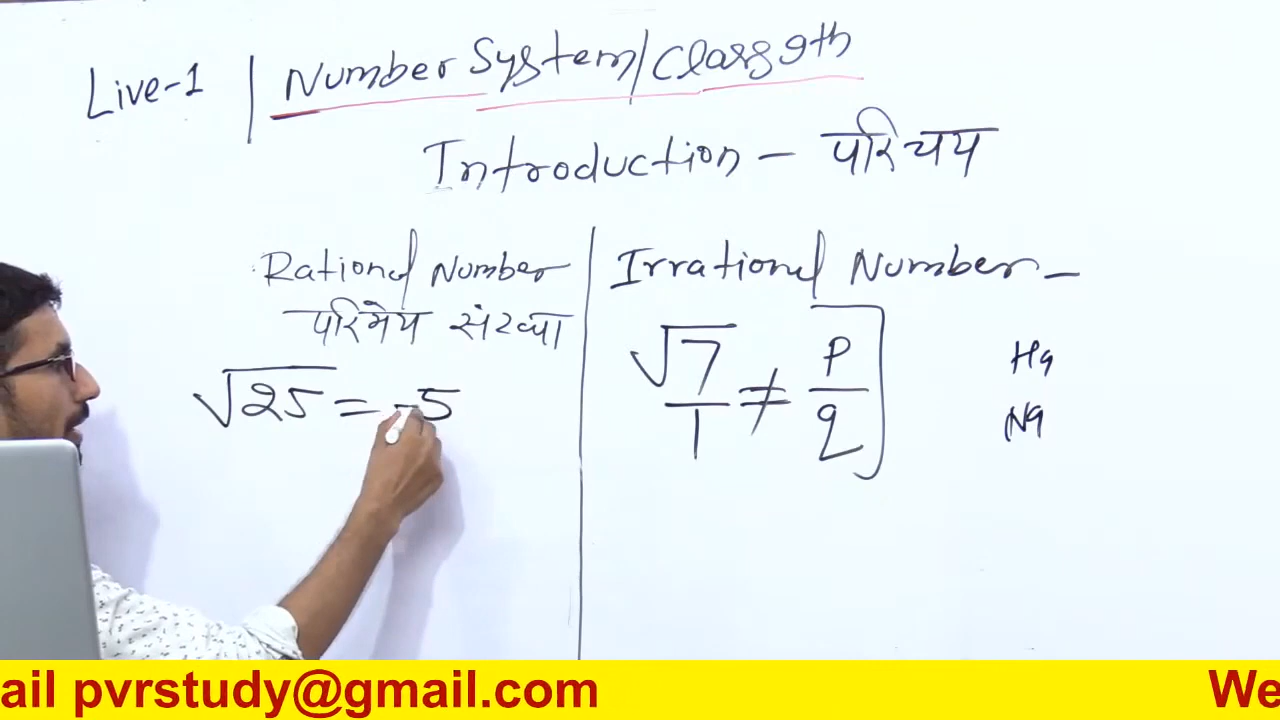 Live-1 | Number System/Class 9th
Introduction - परिचय
Rational Number
परिमेय संख्या
√25 = -5
Irrational Number -
√7/1 ≠ p/q
Hq
Nq
ail pvrstudy@gmail.com
We